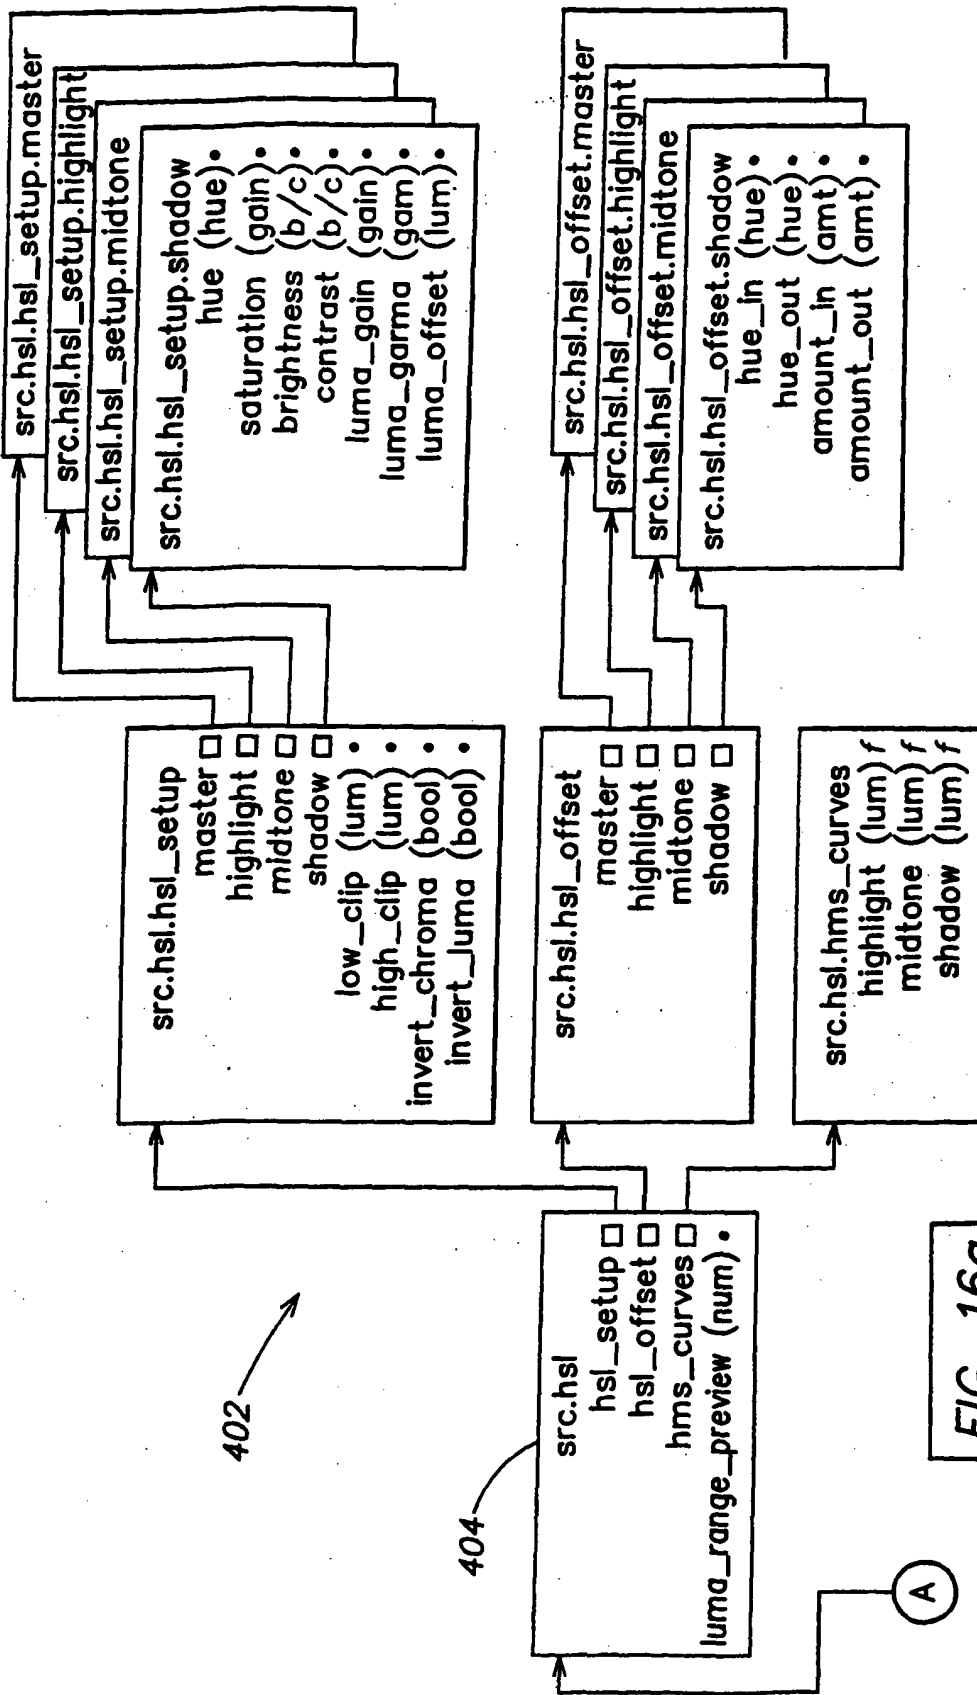 402
404
src.hsl
hsl_setup
hsl_offset
hms_curves
luma_range_preview (num)
A
src.hsl.hsl_setup
master
highlight
midtone
shadow
low_clip (lum)
high_clip (lum)
invert_chroma (bool)
invert_luma (bool)
src.hsl.hsl_offset
master
highlight
midtone
shadow
src.hsl.hms_curves
highlight (lum) f
midtone (lum) f
shadow (lum) f
src.hsl.hsl_setup.master
src.hsl.hsl_setup.highlight
src.hsl.hsl_setup.midtone
src.hsl.hsl_setup.shadow
hue (hue)
saturation (gain)
brightness (b/c)
contrast (b/c)
luma_gain (gain)
luma_garma (gam)
luma_offset (lum)
src.hsl.hsl_offset.master
src.hsl.hsl_offset.highlight
src.hsl.hsl_offset.midtone
src.hsl.hsl_offset.shadow
hue_in (hue)
hue_out (hue)
amount_in (amt)
amount_out (amt)
FIG. 16a